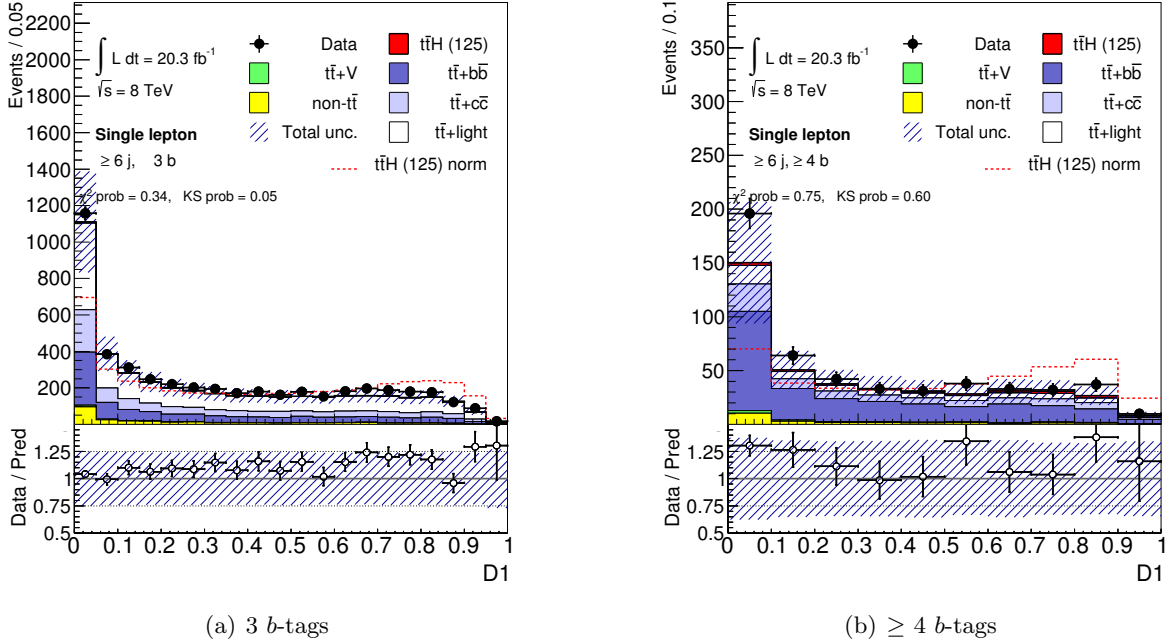 Events / 0.05
2200
2000
1800
1600
1400
1200
1000
800
600
400
200
∫ L dt = 20.3 fb⁻¹
√s = 8 TeV
Single lepton
≥ 6 j, 3 b
χ² prob = 0.34, KS prob = 0.05
Data
tt̄H (125)
tt̄+V
tt̄+bb̄
non-tt̄
tt̄+cc̄
Total unc.
tt̄+light
tt̄H (125) norm
Data / Pred
1.25
1
0.75
0.5
0 0.1 0.2 0.3 0.4 0.5 0.6 0.7 0.8 0.9 1
D1
(a) 3 b-tags
Events / 0.1
350
300
250
200
150
100
50
∫ L dt = 20.3 fb⁻¹
√s = 8 TeV
Single lepton
≥ 6 j, ≥ 4 b
χ² prob = 0.75, KS prob = 0.60
Data
tt̄H (125)
tt̄+V
tt̄+bb̄
non-tt̄
tt̄+cc̄
Total unc.
tt̄+light
tt̄H (125) norm
Data / Pred
1.25
1
0.75
0.5
0 0.1 0.2 0.3 0.4 0.5 0.6 0.7 0.8 0.9 1
D1
(b) ≥ 4 b-tags